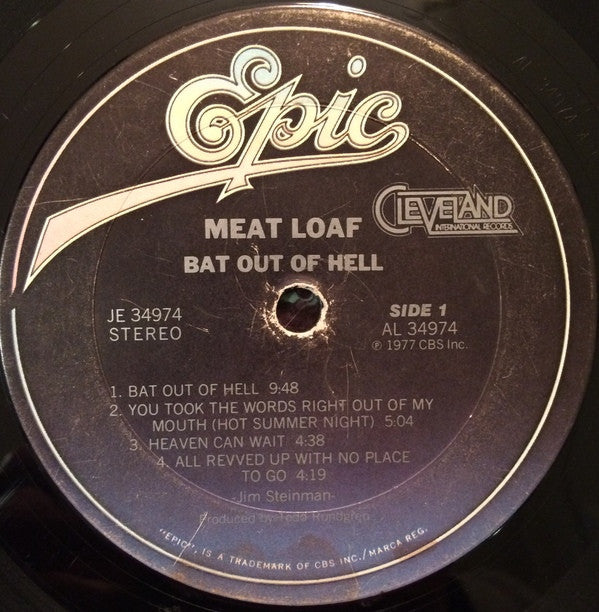 Epic
CLEVELAND
INTERNATIONAL RECORDS
MEAT LOAF
BAT OUT OF HELL
JE 34974
STEREO
SIDE 1
AL 34974
℗ 1977 CBS Inc.
1. BAT OUT OF HELL 9:48
2. YOU TOOK THE WORDS RIGHT OUT OF MY
MOUTH (HOT SUMMER NIGHT) 5:04
3. HEAVEN CAN WAIT 4:38
4. ALL REVVED UP WITH NO PLACE
TO GO 4:19
-Jim Steinman-
Produced by Todd Rundgren
"EPIC", IS A TRADEMARK OF CBS INC./MARCA REG.